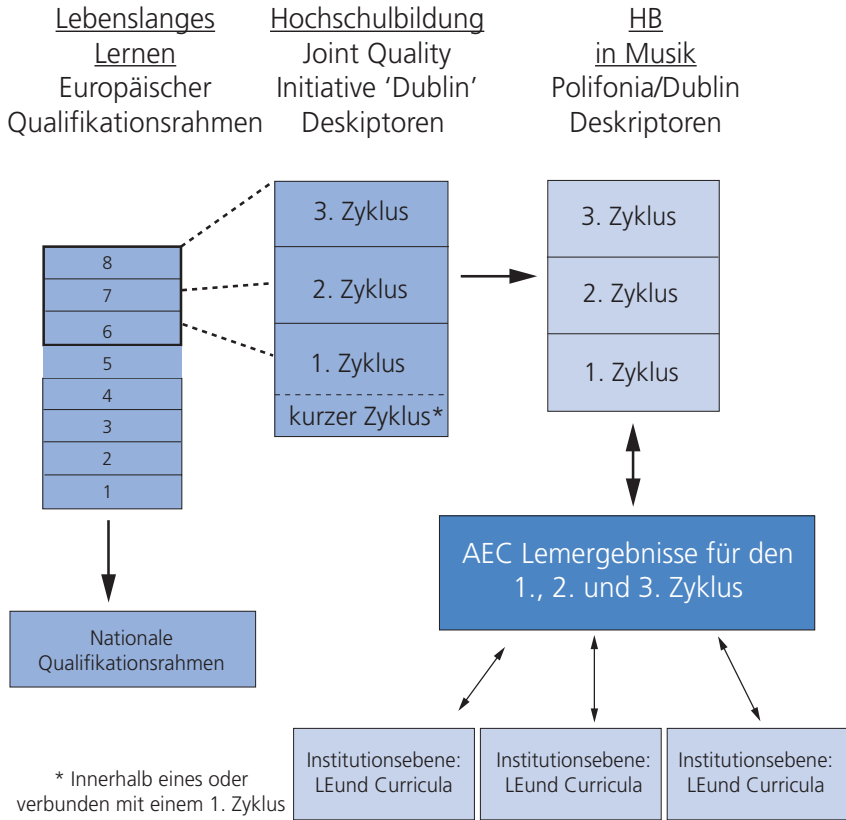 Lebenslanges
Lernen
Europäischer
Qualifikationsrahmen
Hochschulbildung
Joint Quality
Initiative ‘Dublin’
Deskiptoren
HB
in Musik
Polifonia/Dublin
Deskriptoren
8
7
6
5
4
3
2
1
3. Zyklus
2. Zyklus
1. Zyklus
kurzer Zyklus*
3. Zyklus
2. Zyklus
1. Zyklus
AEC Lemergebnisse für den
1., 2. und 3. Zyklus
Nationale
Qualifikationsrahmen
Institutionsebene:
LEund Curricula
Institutionsebene:
LEund Curricula
Institutionsebene:
LEund Curricula
* Innerhalb eines oder
verbunden mit einem 1. Zyklus